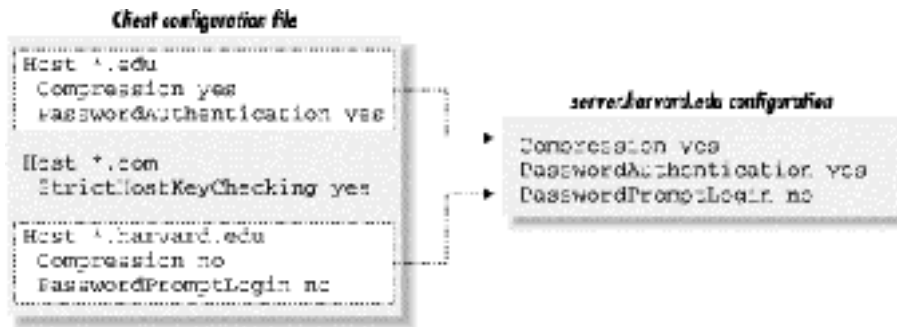 Client configuration file
Host *.edu
Compression yes
PasswordAuthentication yes
Host *.com
StrictHostKeyChecking yes
Host *.harvard.edu
Compression no
PasswordPromptLogin no
server.harvard.edu configuration
Compression yes
PasswordAuthentication yes
PasswordPromptLogin no